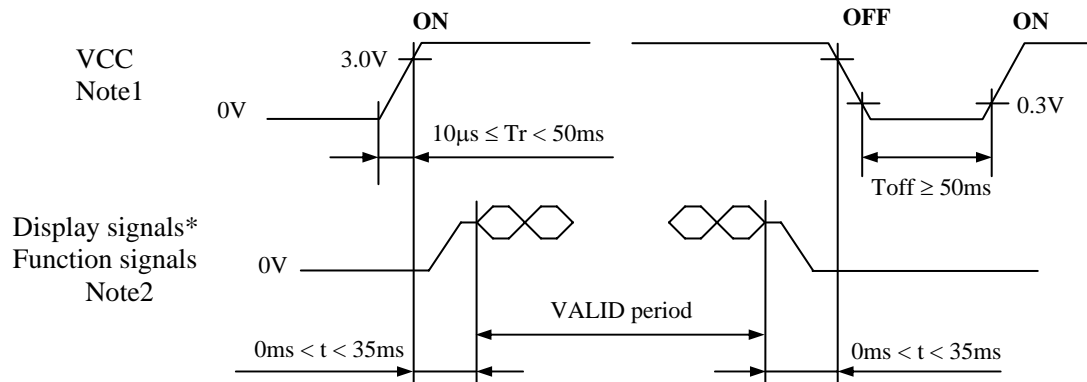 ON
OFF
ON
VCC
Note1
3.0V
0V
0.3V
10μs ≤ Tr < 50ms
Toff ≥ 50ms
Display signals*
Function signals
Note2
0V
VALID period
0ms < t < 35ms
0ms < t < 35ms